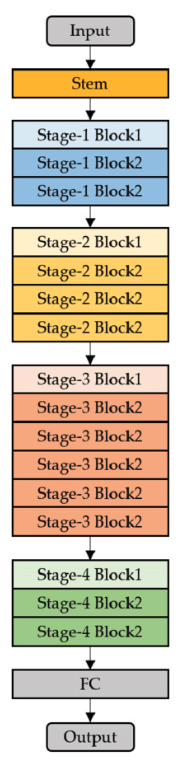 Input
Stem
Stage-1 Block1
Stage-1 Block2
Stage-1 Block2
Stage-2 Block1
Stage-2 Block2
Stage-2 Block2
Stage-2 Block2
Stage-3 Block1
Stage-3 Block2
Stage-3 Block2
Stage-3 Block2
Stage-3 Block2
Stage-3 Block2
Stage-4 Block1
Stage-4 Block2
Stage-4 Block2
FC
Output